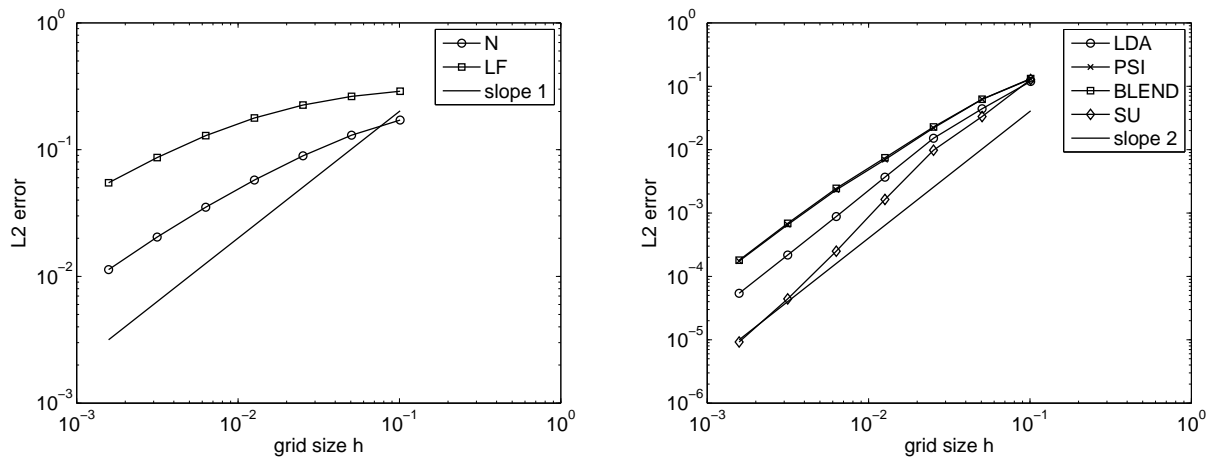 10^0
10^-1
10^-2
10^-3
L2 error
10^-3
10^-2
10^-1
10^0
grid size h
N
LF
slope 1
10^0
10^-1
10^-2
10^-3
10^-4
10^-5
10^-6
L2 error
10^-3
10^-2
10^-1
10^0
grid size h
LDA
PSI
BLEND
SU
slope 2